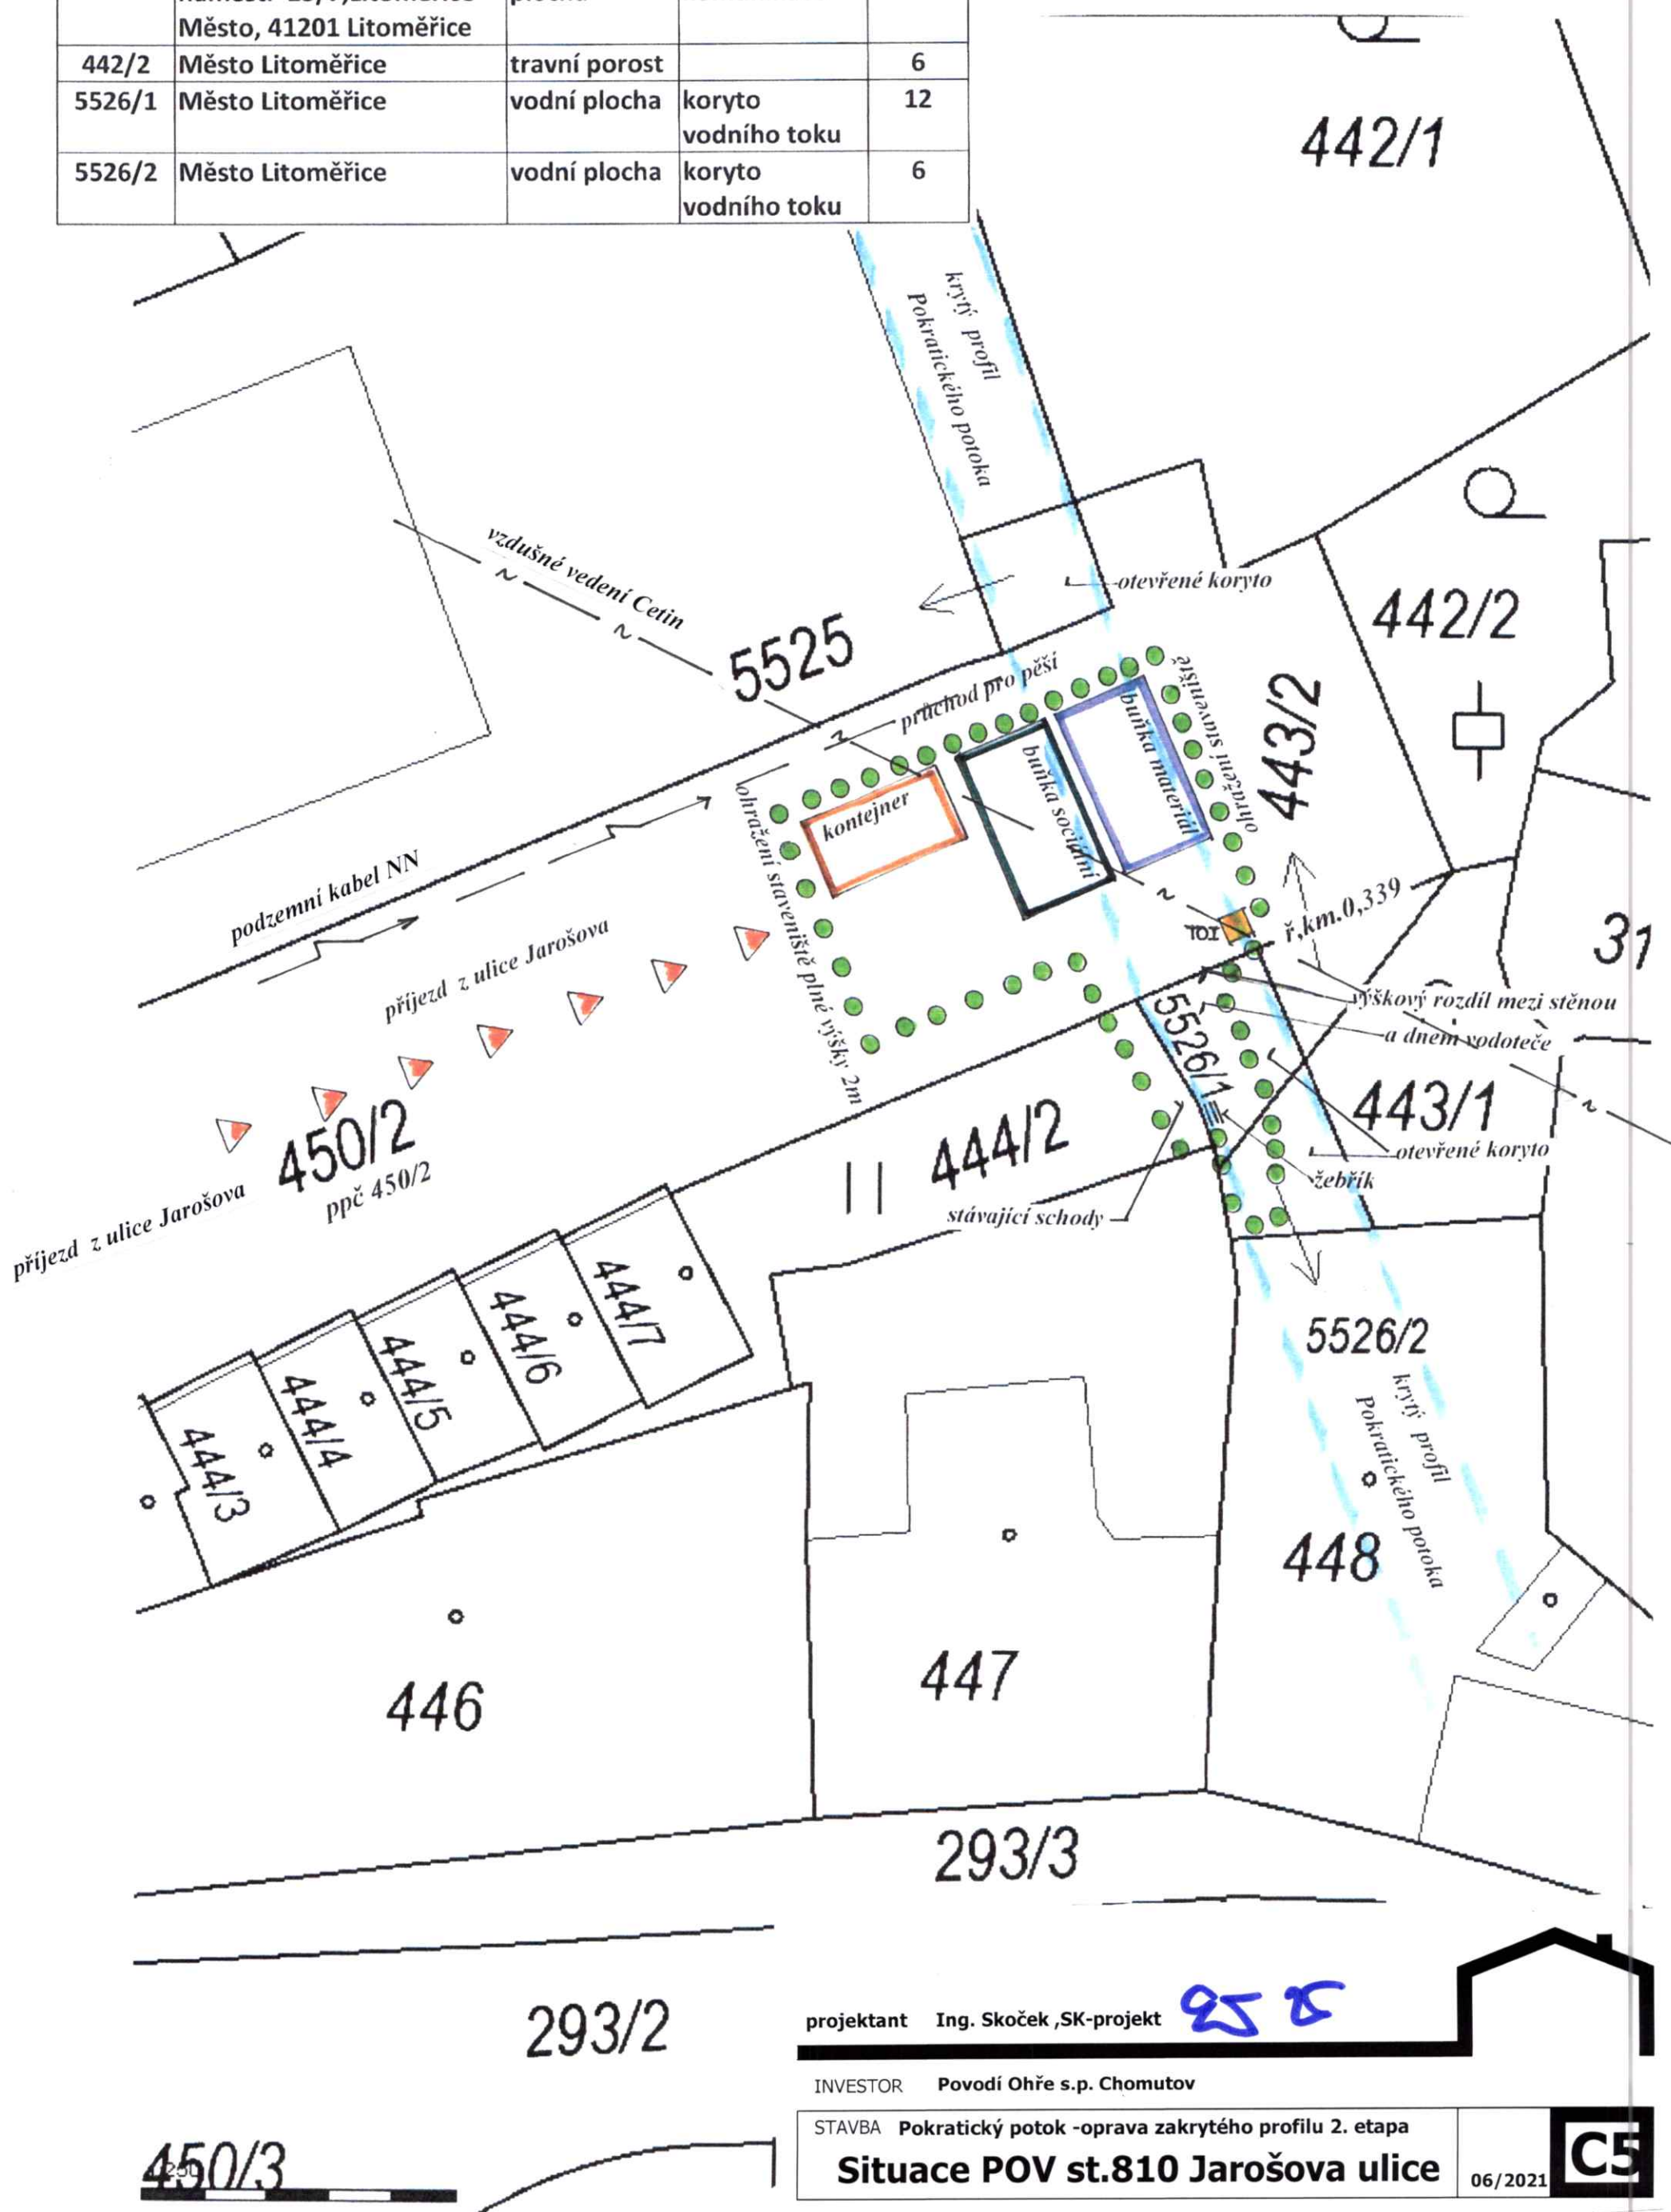 Město, 41201 Litoměřice
442/2 Město Litoměřice travní porost 6
5526/1 Město Litoměřice vodní plocha koryto 12
vodního toku
5526/2 Město Litoměřice vodní plocha koryto 6
vodního toku
442/1
krytý profil
Pokratického potoka
vzdušné vedení Cetin
otevřené koryto
442/2
5525
průchod pro pěší
ohražení staveniště
443/2
buňka materiál
buňka sociální
kontejner
ohražení staveniště plné výšky 2m
podzemní kabel NN
příjezd z ulice Jarošova
TOI
ř,km.0,339
31
výškový rozdíl mezi stěnou
a dnem vodoteče
5526/1
443/1
450/2
ppč 450/2
444/2
otevřené koryto
žebřík
příjezd z ulice Jarošova
stávající schody
444/7
444/6
444/5
444/4
444/3
5526/2
krytý profil
Pokratického potoka
448
447
446
293/3
293/2
projektant Ing. Skoček ,SK-projekt
INVESTOR Povodí Ohře s.p. Chomutov
STAVBA Pokratický potok -oprava zakrytého profilu 2. etapa
450/3
Situace POV st.810 Jarošova ulice
06/2021
C5